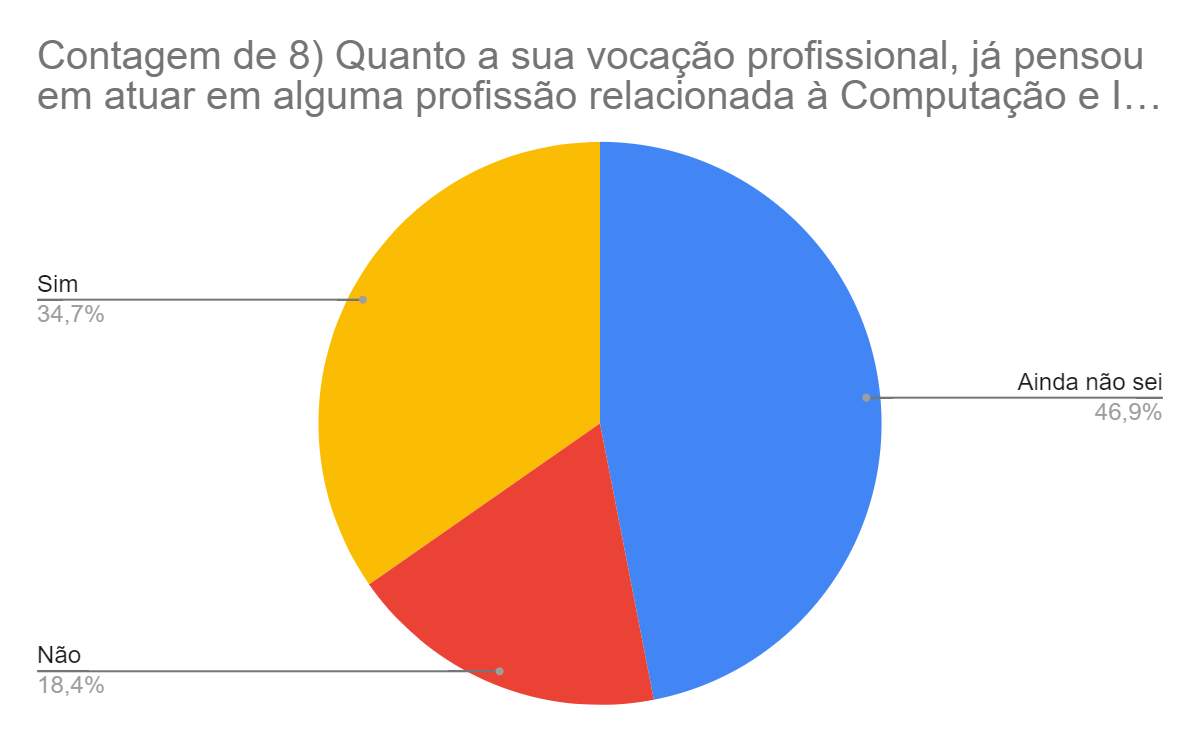 Contagem de 8) Quanto a sua vocação profissional, já pensou
em atuar em alguma profissão relacionada à Computação e I…
Sim
34,7%
Ainda não sei
46,9%
Não
18,4%